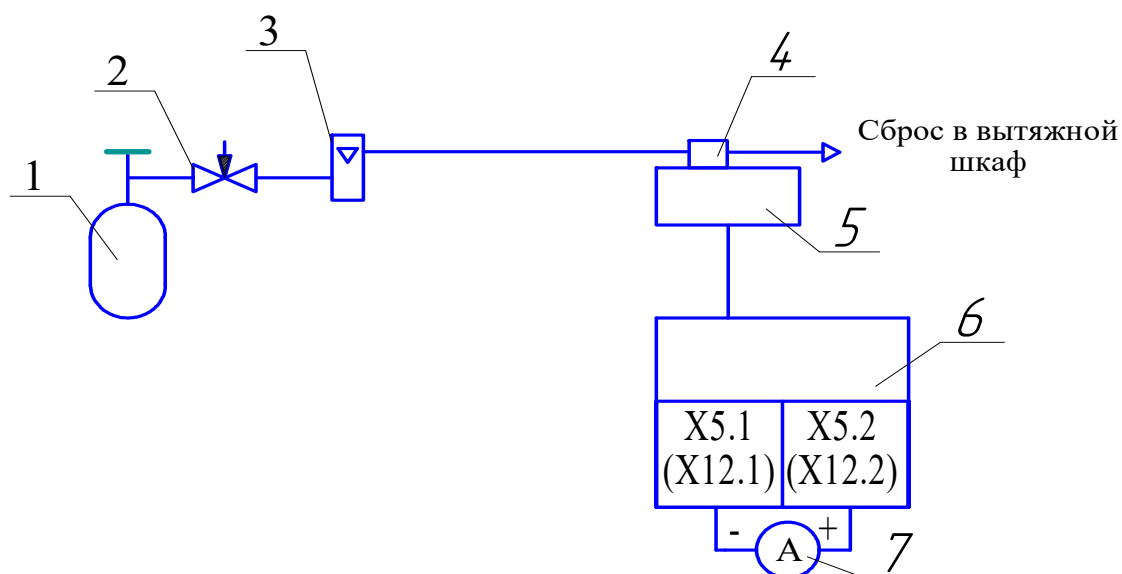 3
4
2
Сброс в вытяжной
шкаф
1
5
6
X5.1
(X12.1)
X5.2
(X12.2)
- A +
7